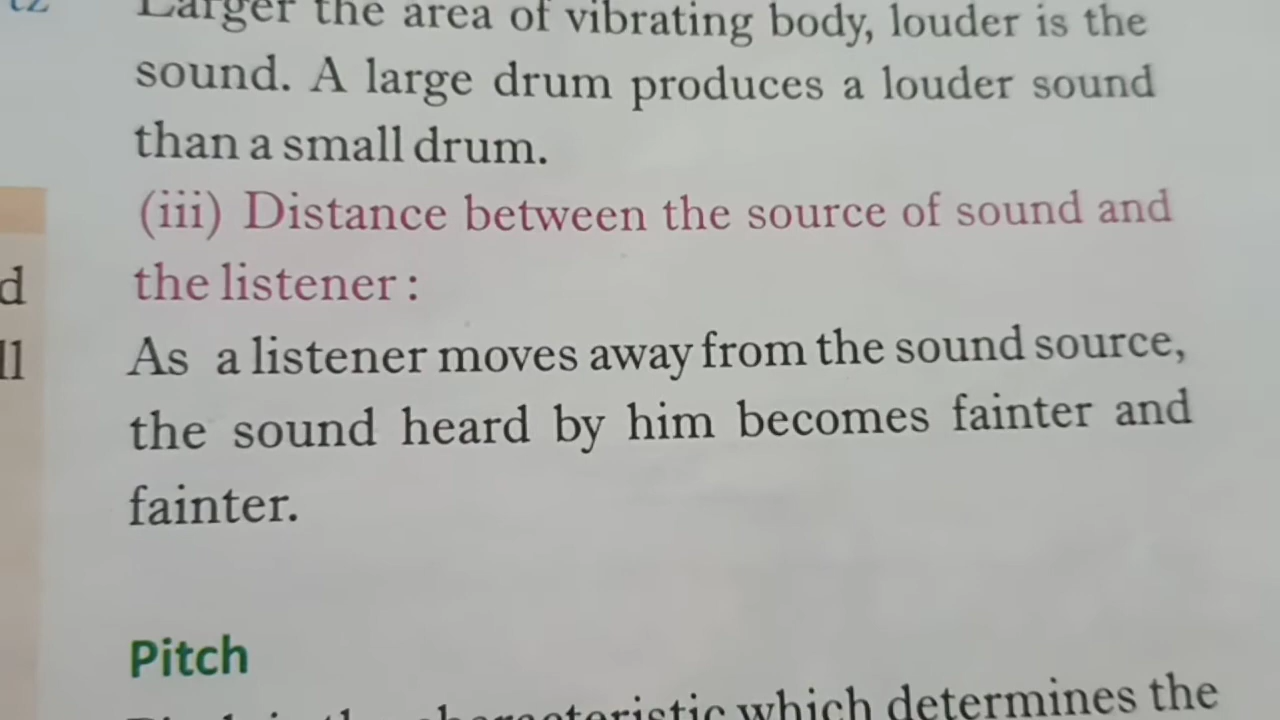 Larger the area of vibrating body, louder is the
sound. A large drum produces a louder sound
than a small drum.
(iii) Distance between the source of sound and
the listener :
As a listener moves away from the sound source,
the sound heard by him becomes fainter and
fainter.
Pitch
characteristic which determines the
d
ll